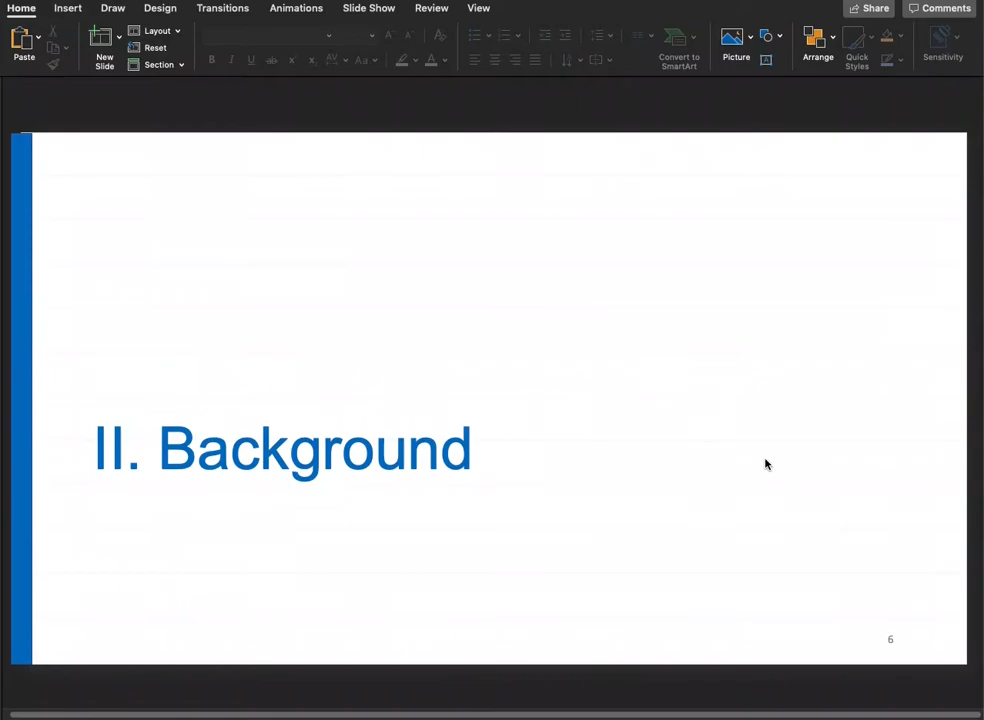 Home Insert Draw Design Transitions Animations Slide Show Review View Share Comments
Paste New Slide Layout Reset Section Convert to SmartArt Picture Arrange Quick Styles Sensitivity
II. Background
6